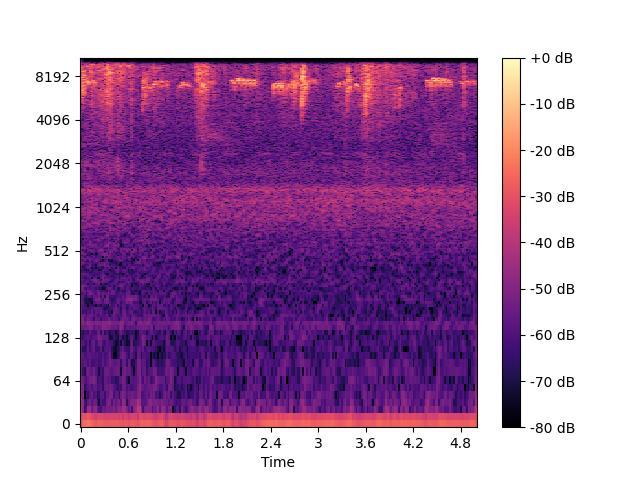 8192
4096
2048
1024
512
256
128
64
0
Hz
0 0.6 1.2 1.8 2.4 3 3.6 4.2 4.8
Time
+0 dB
-10 dB
-20 dB
-30 dB
-40 dB
-50 dB
-60 dB
-70 dB
-80 dB